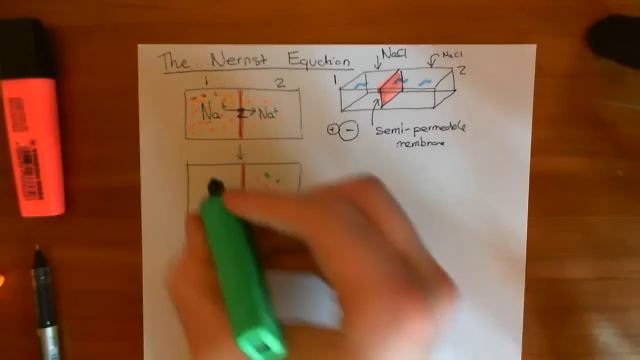 The Nernst Equation
NaCl
NaCl
1
2
1
2
Na+
Na+
+
-
semi-permeable
membrane